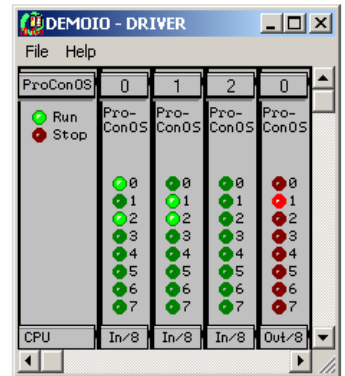 DEMOIO - DRIVER
File Help
ProConOS 0 1 2 0
Run
Stop
Pro- Pro- Pro- Pro-
ConOS ConOS ConOS ConOS
0 0 0 0
1 1 1 1
2 2 2 2
3 3 3 3
4 4 4 4
5 5 5 5
6 6 6 6
7 7 7 7
CPU In/8 In/8 In/8 Out/8